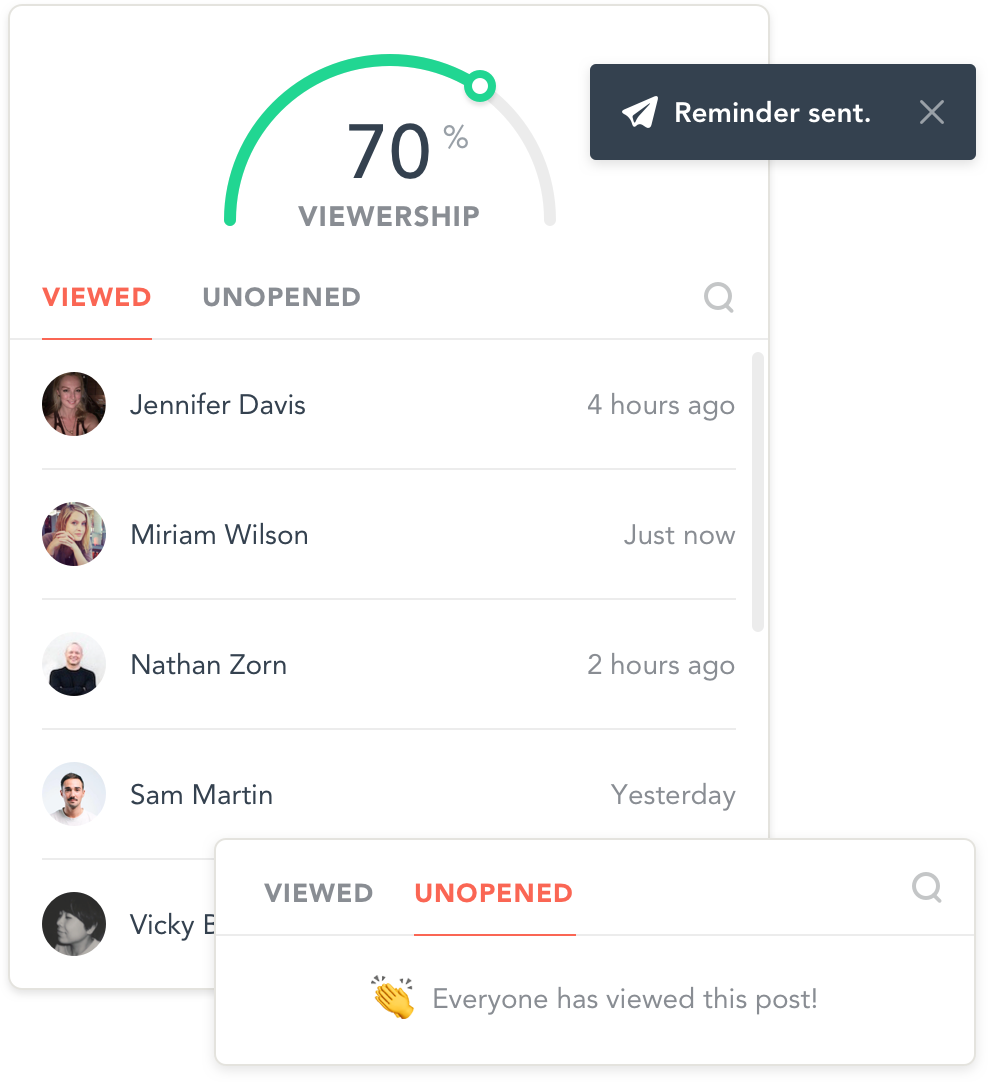 70 %
VIEWERSHIP
Reminder sent.
VIEWED UNOPENED
Jennifer Davis 4 hours ago
Miriam Wilson Just now
Nathan Zorn 2 hours ago
Sam Martin Yesterday
Vicky
VIEWED UNOPENED
Everyone has viewed this post!